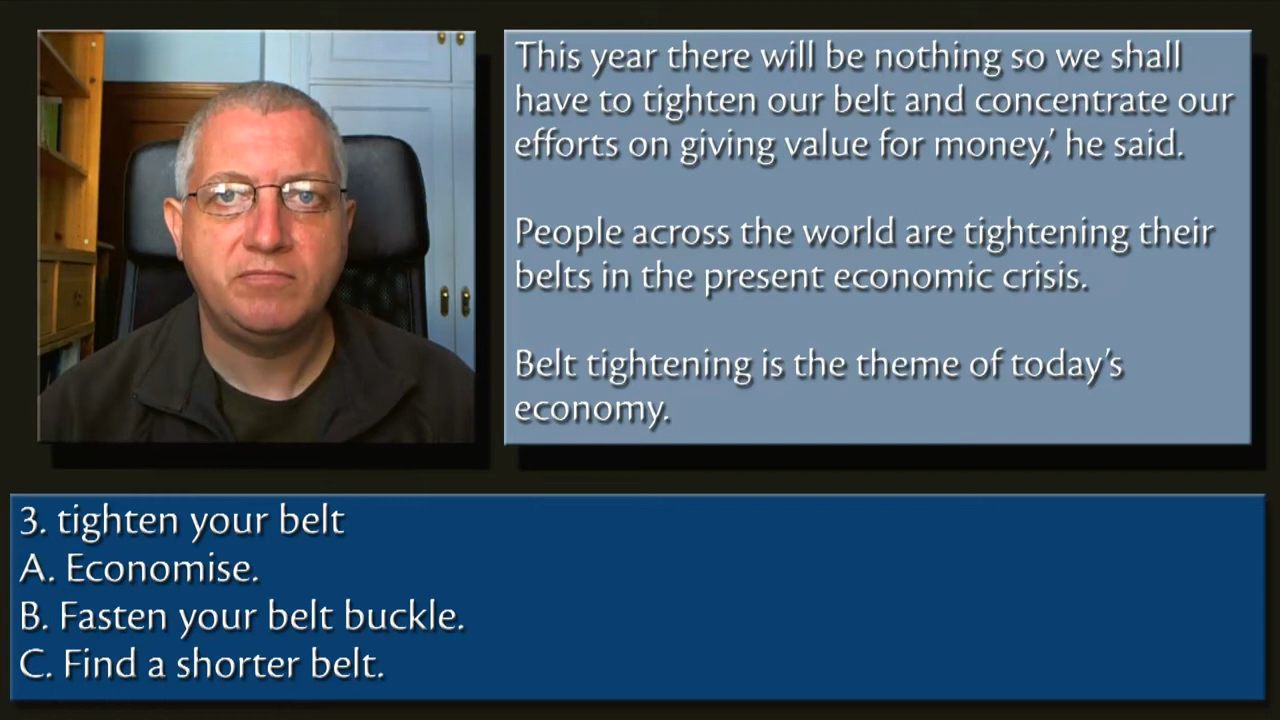 This year there will be nothing so we shall
have to tighten our belt and concentrate our
efforts on giving value for money,' he said.
People across the world are tightening their
belts in the present economic crisis.
Belt tightening is the theme of today's
economy.
3. tighten your belt
A. Economise.
B. Fasten your belt buckle.
C. Find a shorter belt.